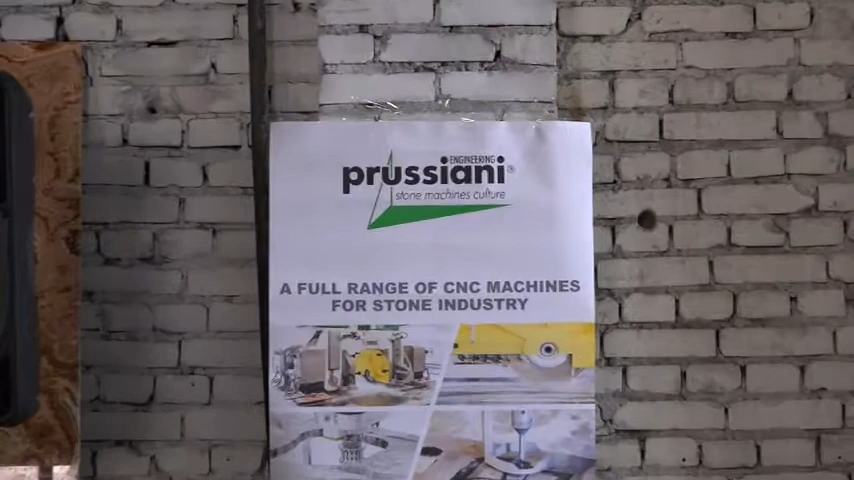 ENGINEERING
prussiani®
stone machines culture
A FULL RANGE OF CNC MACHINES
FOR STONE INDUSTRY